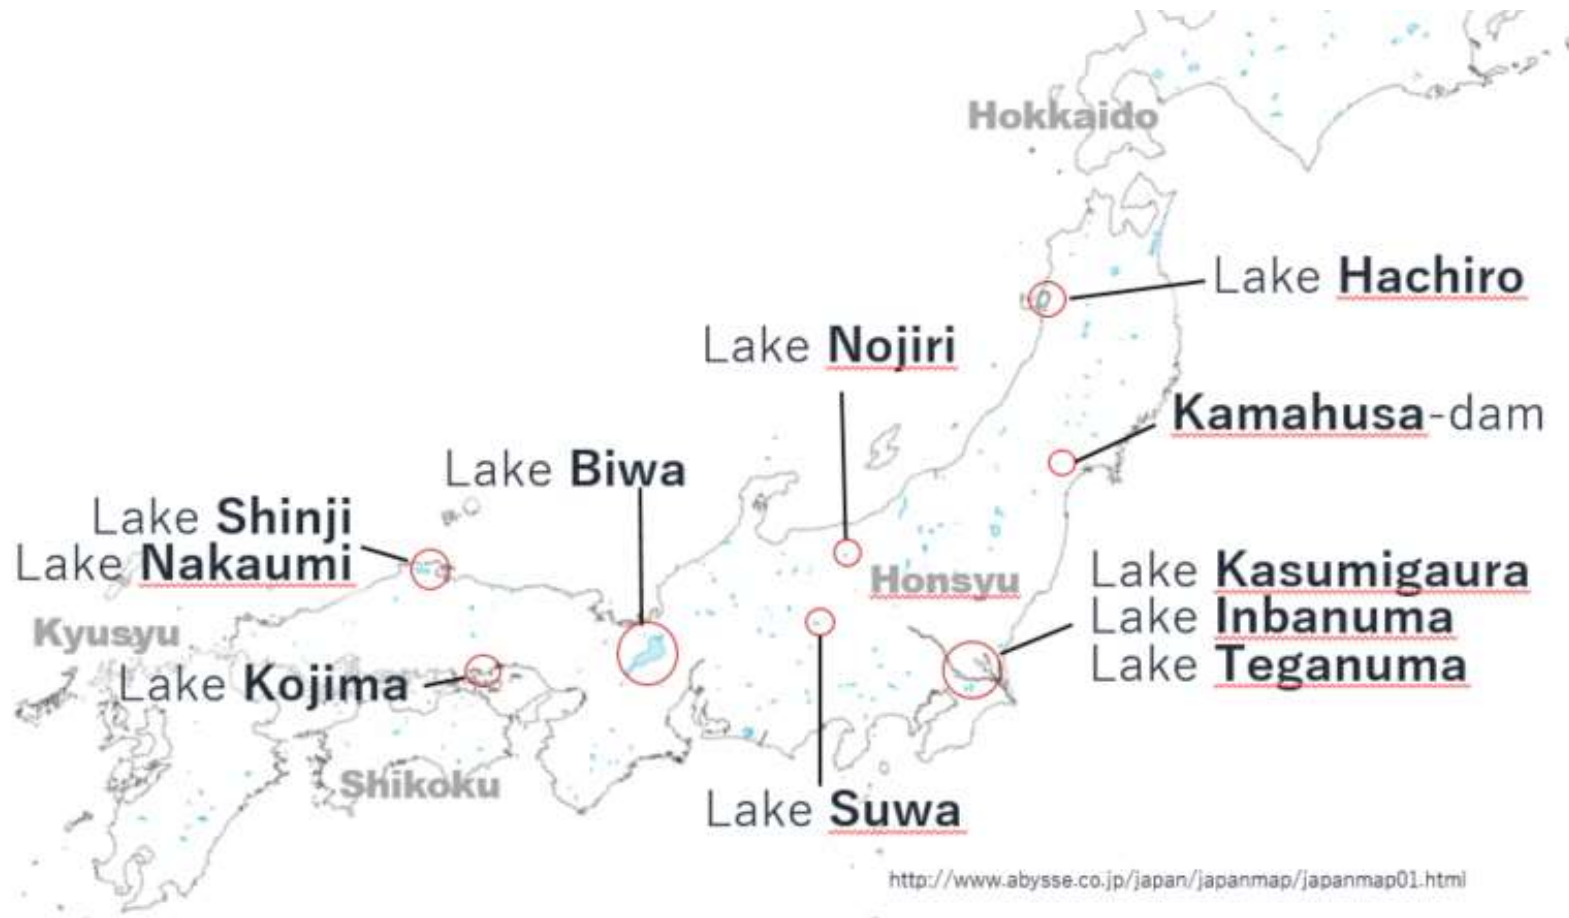 Hokkaido
Lake Hachiro
Lake Nojiri
Kamahusa-dam
Lake Biwa
Lake Shinji
Lake Nakaumi
Honsyu
Lake Kasumigaura
Lake Inbanuma
Lake Teganuma
Kyusyu
Lake Kojima
Shikoku
Lake Suwa
http://www.abysse.co.jp/japan/japanmap/japanmap01.html